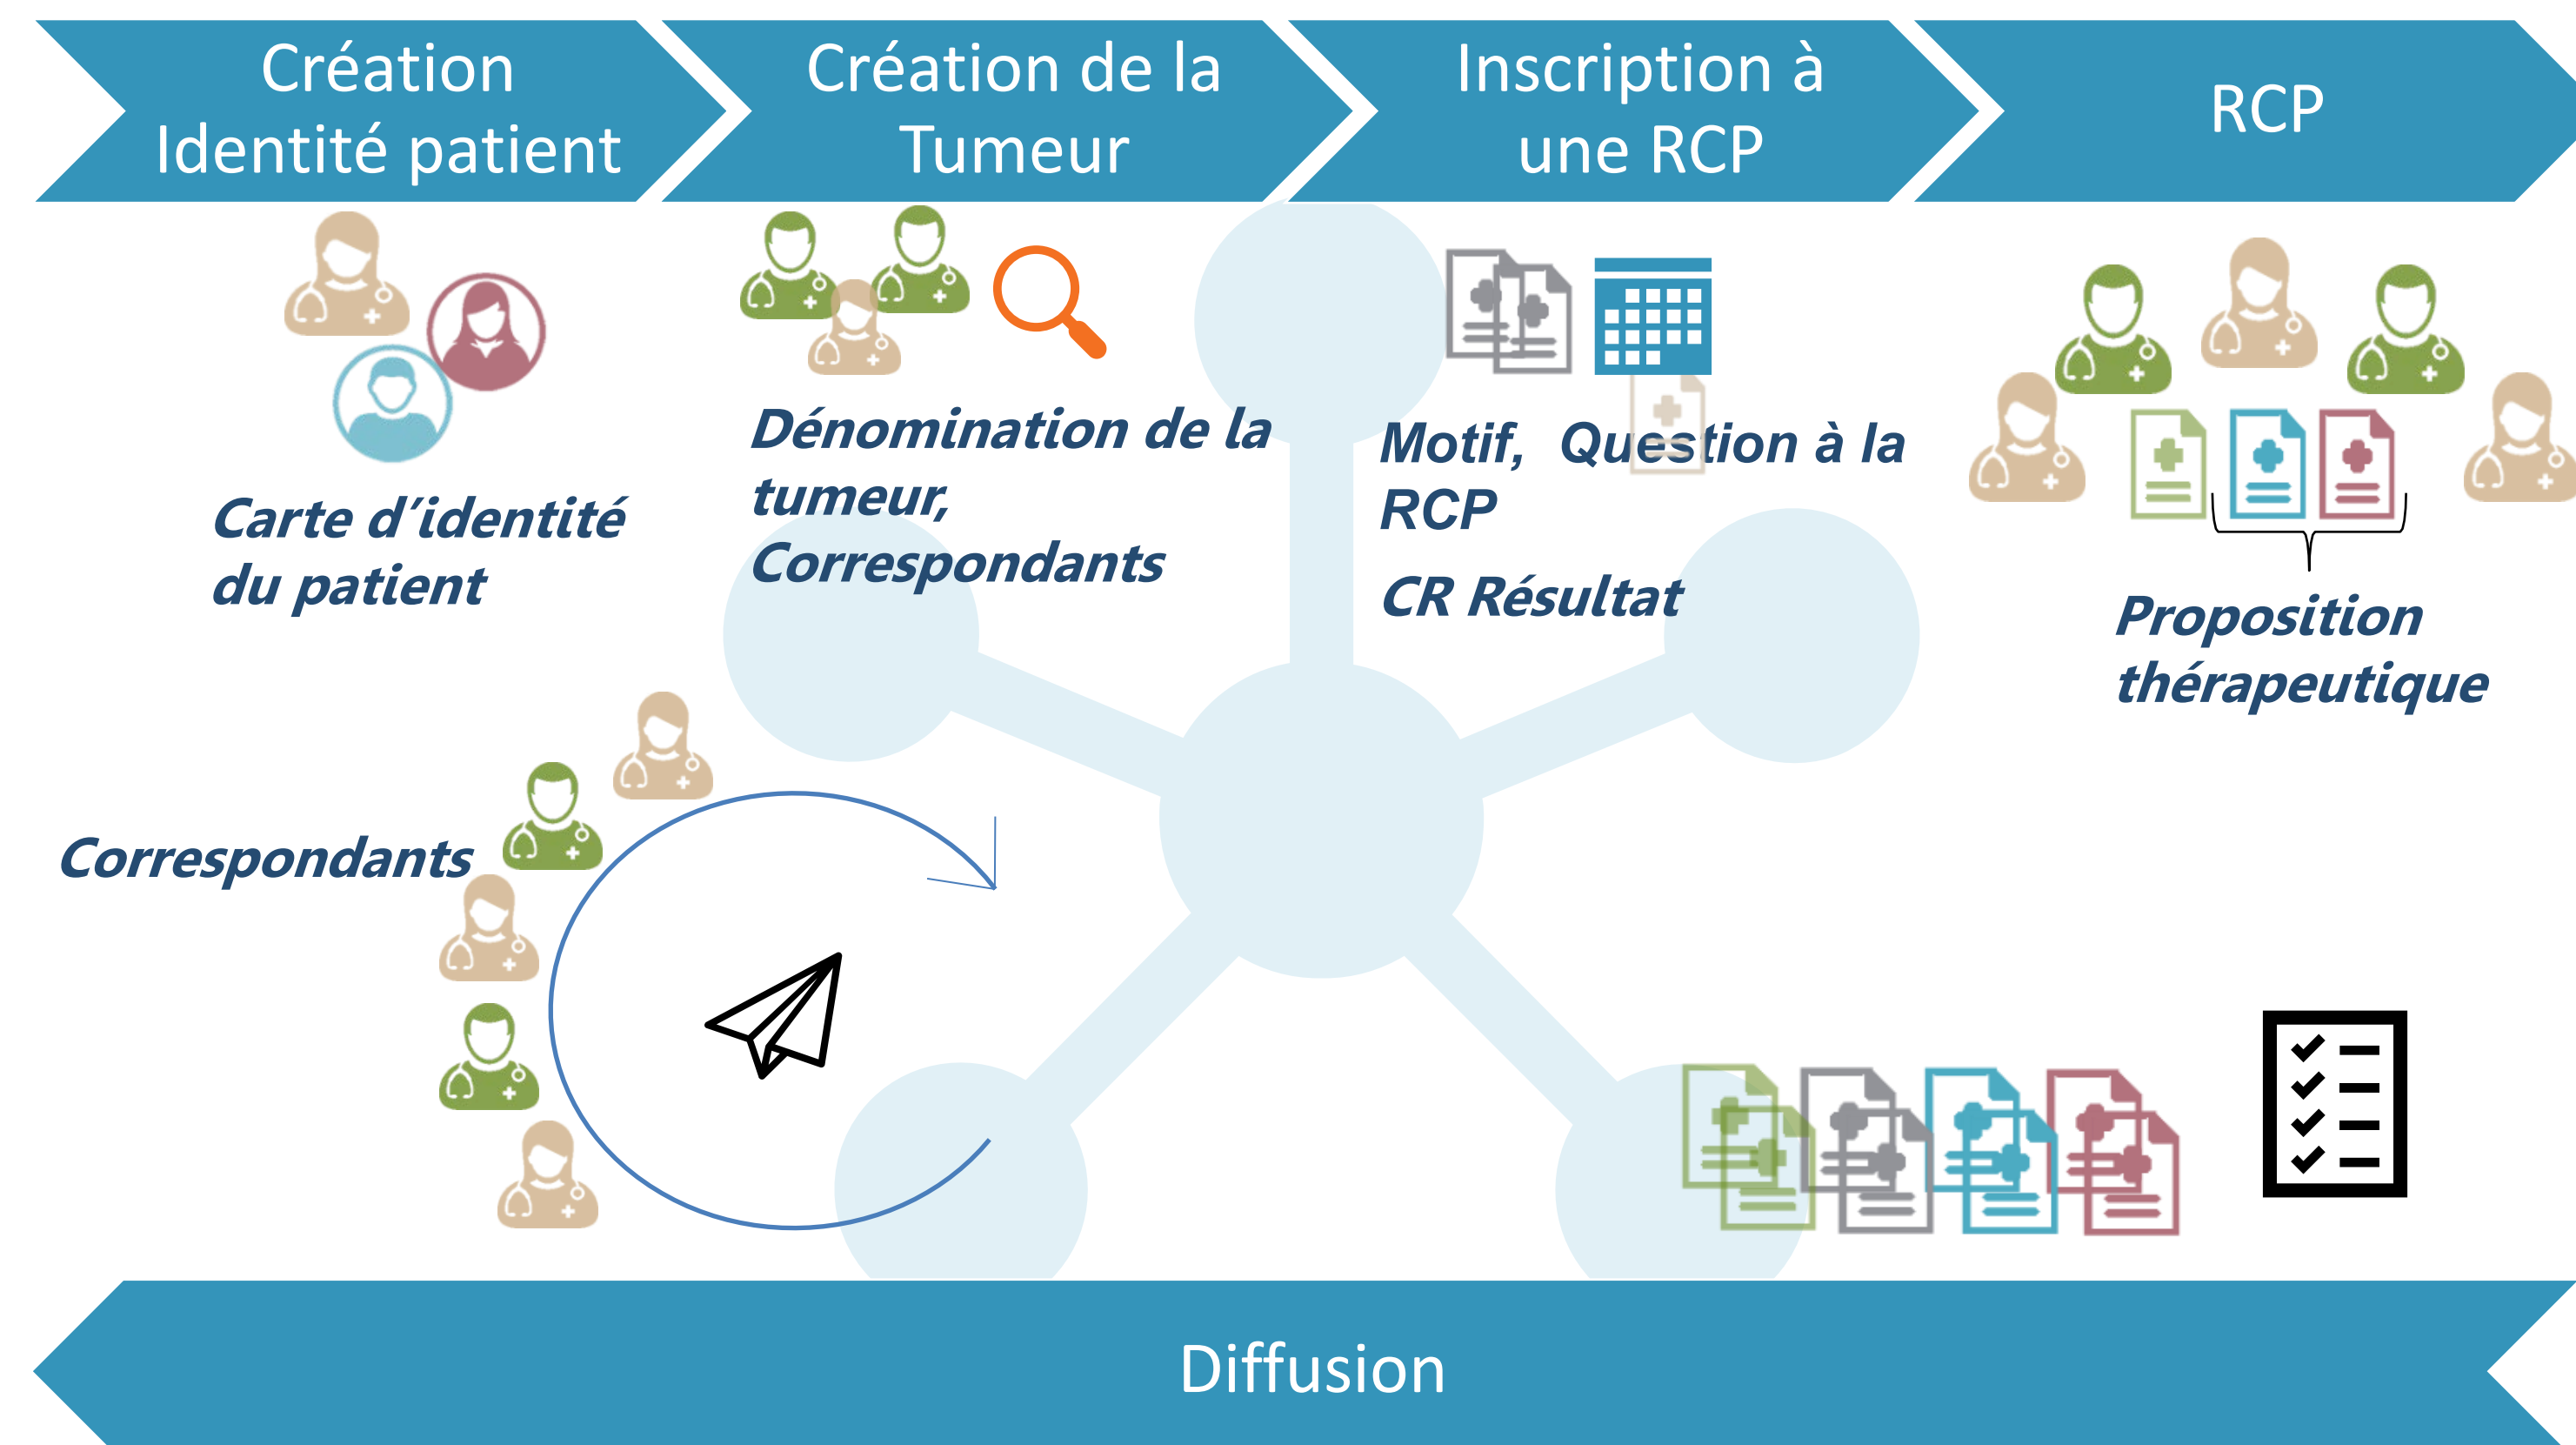 Création
Identité patient
Création de la
Tumeur
Inscription à
une RCP
RCP
Carte d’identité
du patient
Dénomination de la
tumeur,
Correspondants
Motif,  Question à la
RCP
CR Résultat
Proposition
thérapeutique
Correspondants
Diffusion